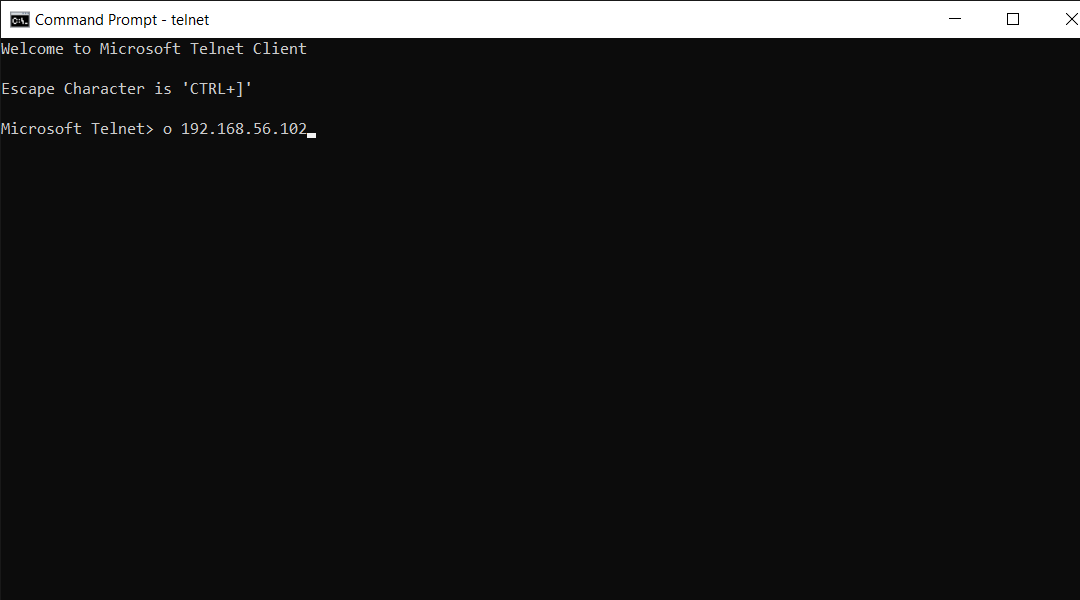 Command Prompt - telnet
Welcome to Microsoft Telnet Client
Escape Character is 'CTRL+]'
Microsoft Telnet> o 192.168.56.102